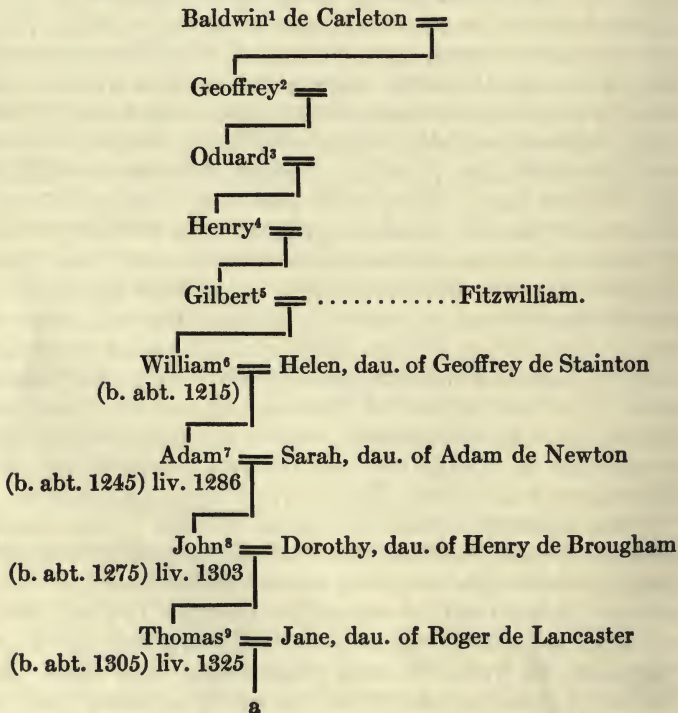 Baldwin¹ de Carleton
Geoffrey²
Oduard³
Henry⁴
Gilbert⁵ ............Fitzwilliam.
William⁶ Helen, dau. of Geoffrey de Stainton
(b. abt. 1215)
Adam⁷ Sarah, dau. of Adam de Newton
(b. abt. 1245) liv. 1286
John⁸ Dorothy, dau. of Henry de Brougham
(b. abt. 1275) liv. 1303
Thomas⁹ Jane, dau. of Roger de Lancaster
(b. abt. 1305) liv. 1325
a